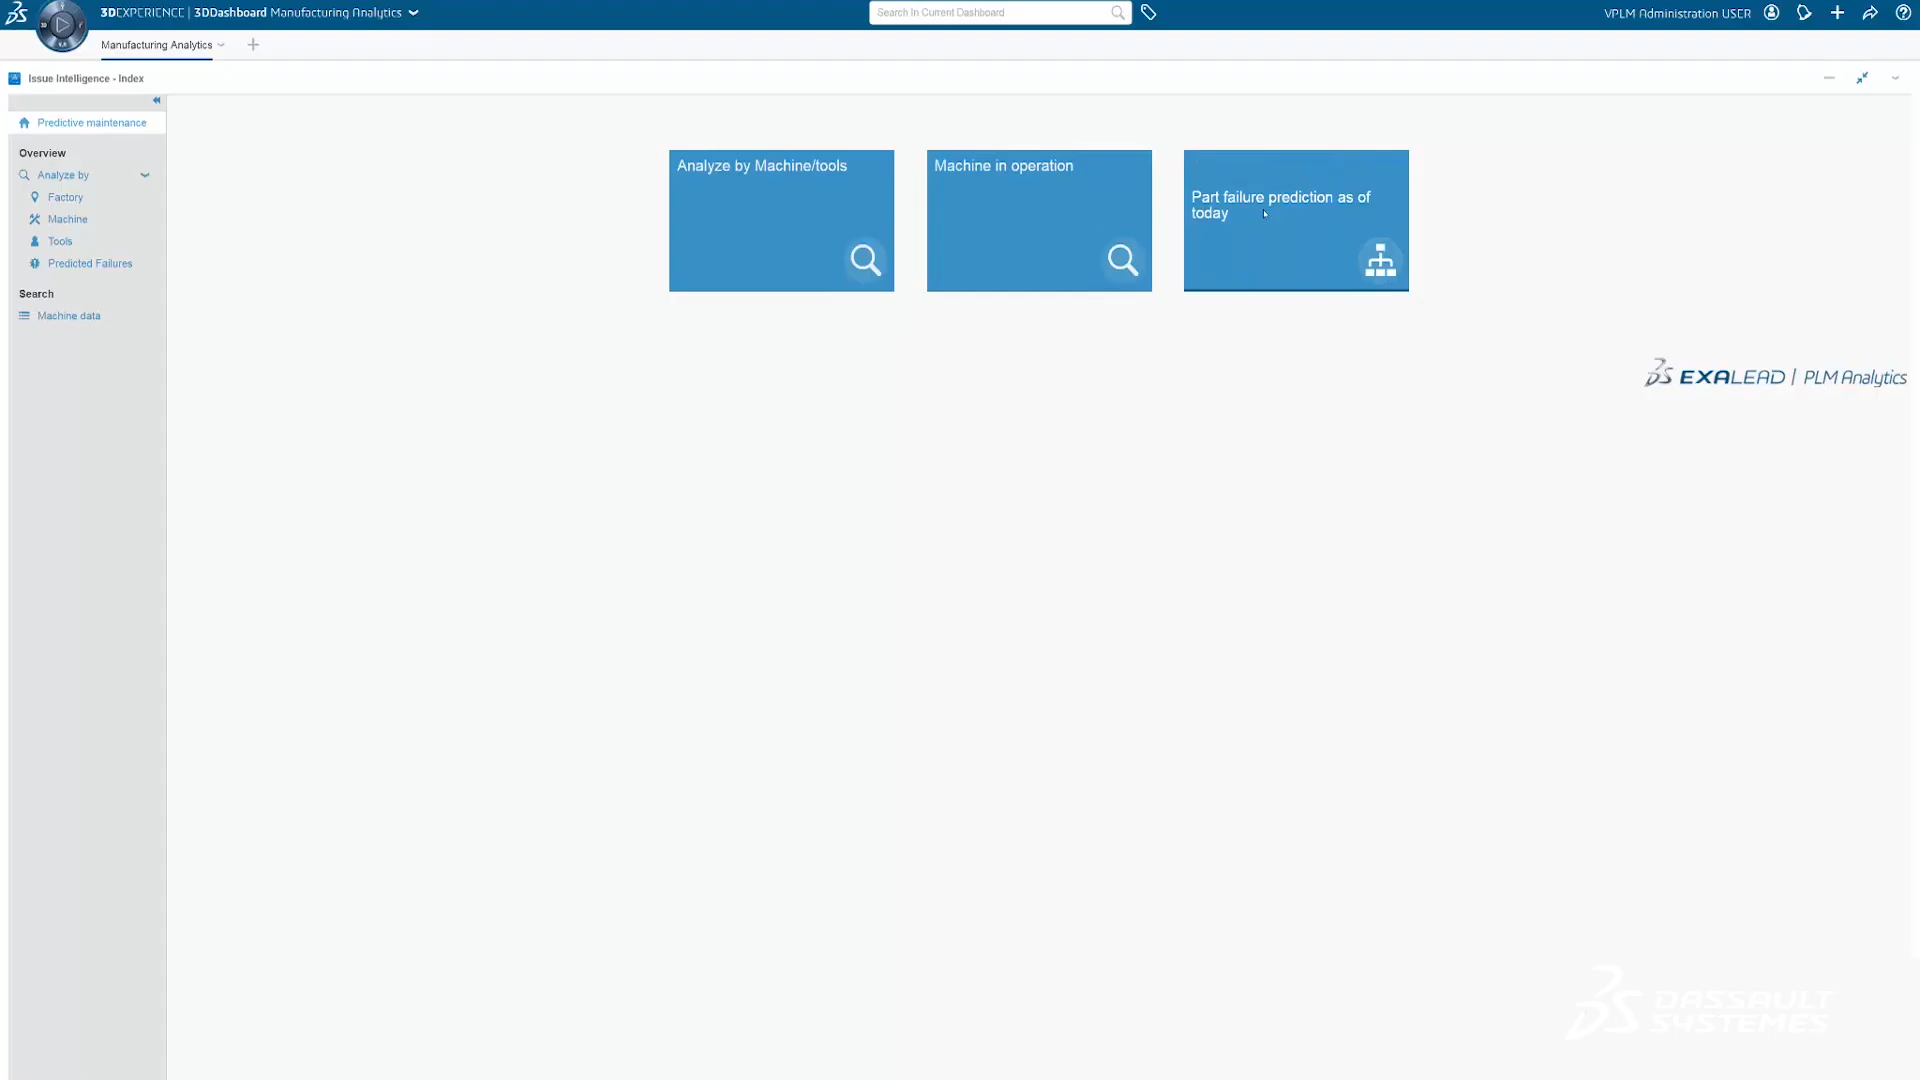 3DEXPERIENCE | 3DDashboard Manufacturing Analytics
Search In Current Dashboard
VPLM Administration USER
Manufacturing Analytics
Issue Intelligence - Index
Predictive maintenance
Overview
Analyze by
Factory
Machine
Tools
Predicted Failures
Search
Machine data
Analyze by Machine/tools
Machine in operation
Part failure prediction as of
today
EXALEAD | PLM Analytics
DASSAULT
SYSTEMES